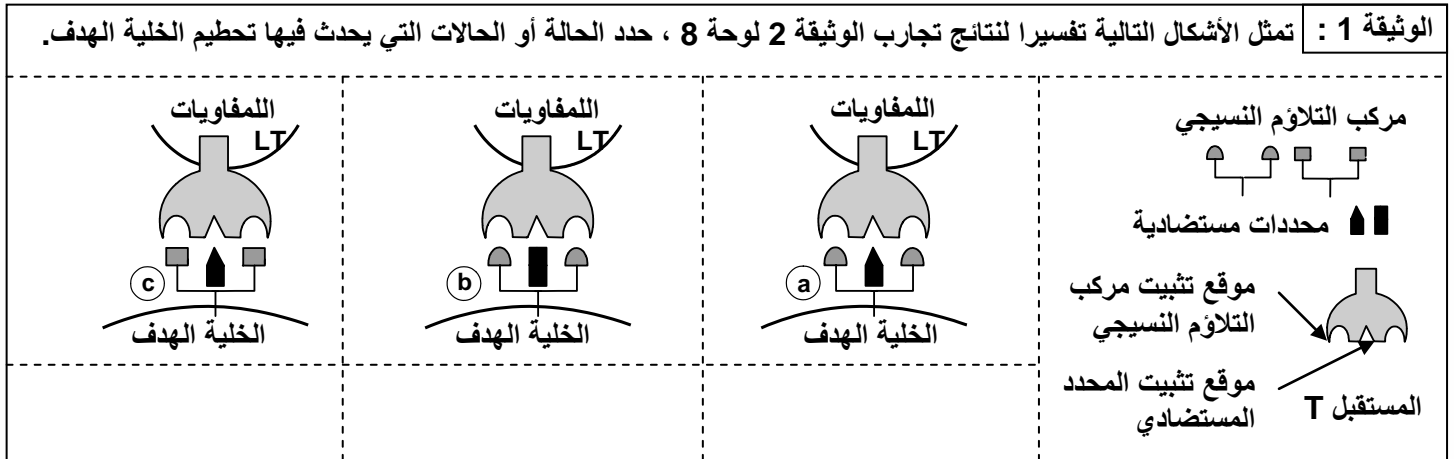 الوثيقة 1 : تمثل الأشكال التالية تفسيرا لنتائج تجارب الوثيقة 2 لوحة 8 ، حدد الحالة أو الحالات التي يحدث فيها تحطيم الخلية الهدف.
مركب التلاؤم النسيجي
محددات مستضادية
موقع تثبيت مركب
التلاؤم النسيجي
موقع تثبيت المحدد
المستضادي
المستقبل T
اللمفاويات
LT
a
الخلية الهدف
اللمفاويات
LT
b
الخلية الهدف
اللمفاويات
LT
c
الخلية الهدف